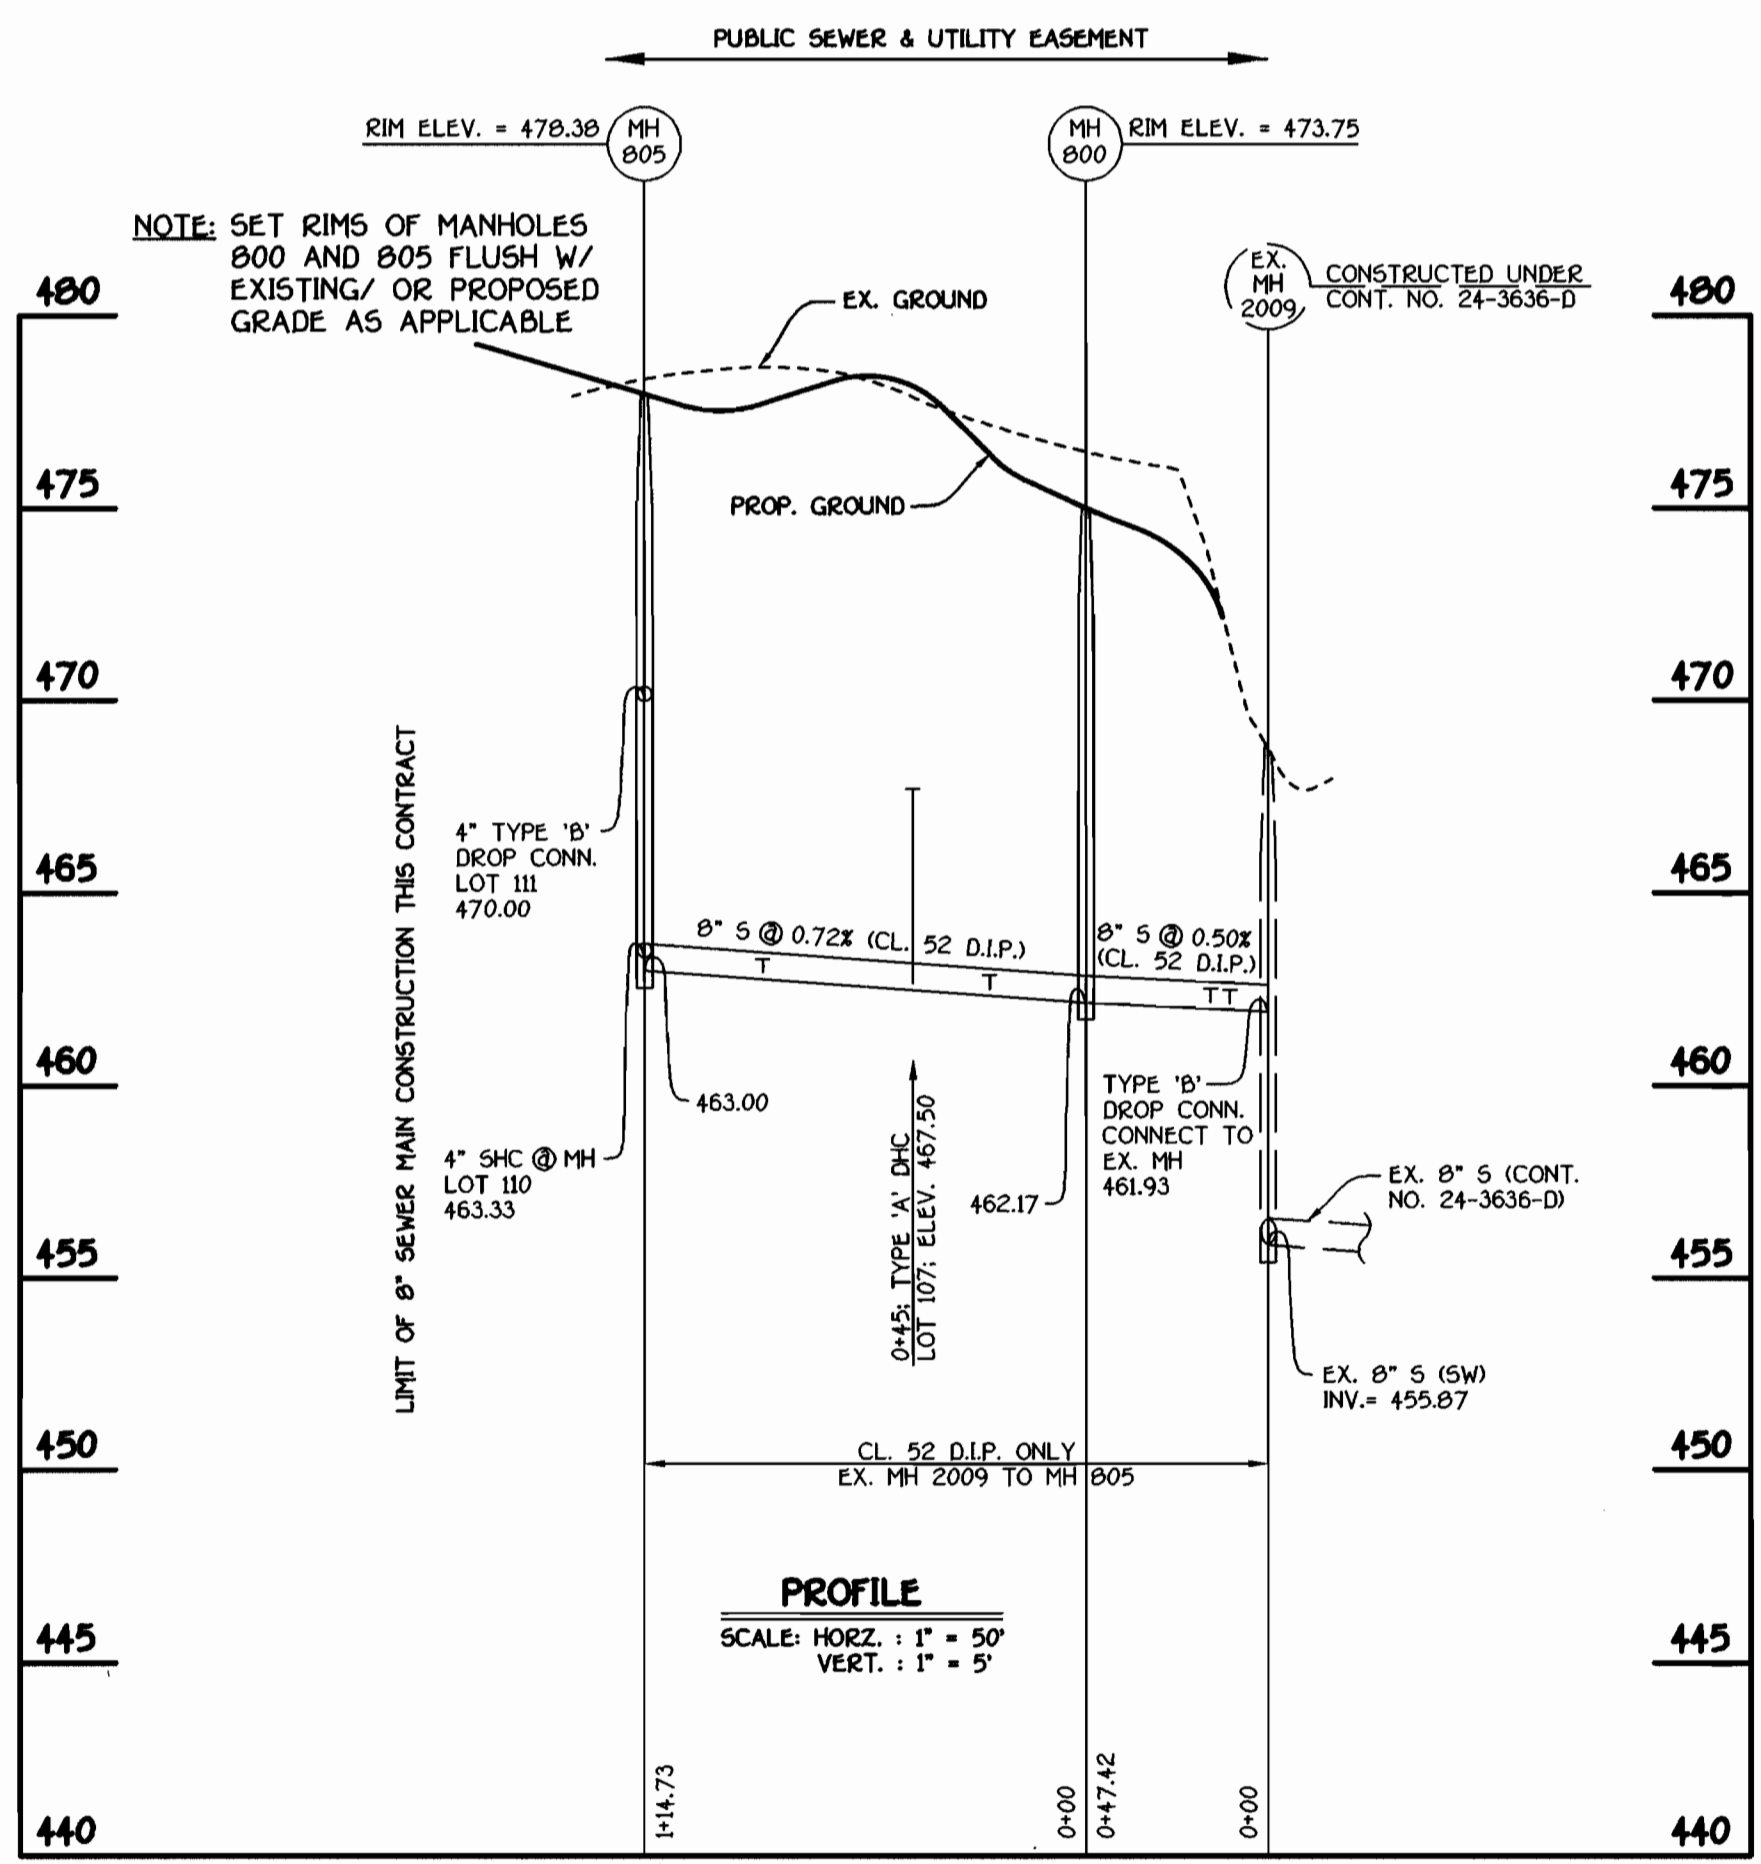 PUBLIC SEWER & UTILITY EASEMENT
RIM ELEV. = 478.38
MH
805
MH
800
RIM ELEV. = 473.75
NOTE: SET RIMS OF MANHOLES
800 AND 805 FLUSH W/
EXISTING/ OR PROPOSED
GRADE AS APPLICABLE
EX.
MH
2009
CONSTRUCTED UNDER
CONT. NO. 24-3636-D
EX. GROUND
PROP. GROUND
480
475
470
465
460
455
450
445
440
480
475
470
465
460
455
450
445
440
LIMIT OF 8" SEWER MAIN CONSTRUCTION THIS CONTRACT
4" TYPE 'B'
DROP CONN.
LOT 111
470.00
8" S @ 0.72% (CL. 52 D.I.P.)
8" S @ 0.50%
(CL. 52 D.I.P.)
T
T
TT
463.00
4" SHC @ MH
LOT 110
463.33
0+45; TYPE 'A' DHC
LOT 107; ELEV. 467.50
462.17
TYPE 'B'
DROP CONN.
CONNECT TO
EX. MH
461.93
EX. 8" S (CONT.
NO. 24-3636-D)
EX. 8" S (SW)
INV.= 455.87
CL. 52 D.I.P. ONLY
EX. MH 2009 TO MH 805
PROFILE
SCALE: HORZ. : 1" = 50'
VERT. : 1" = 5'
1+14.73
0+00
0+47.42
0+00